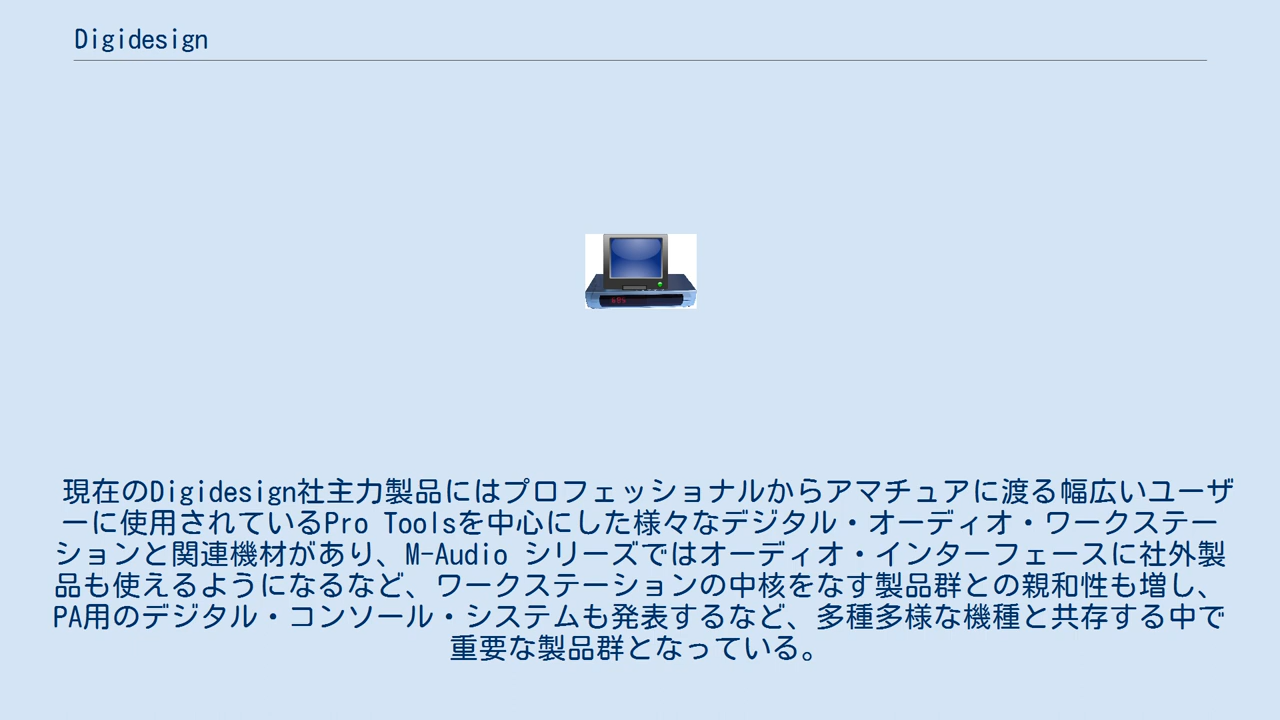 Digidesign
現在のDigidesign社主力製品にはプロフェッショナルからアマチュアに渡る幅広いユーザ
ーに使用されているPro Toolsを中心にした様々なデジタル・オーディオ・ワークステー
ションと関連機材があり、M-Audio シリーズではオーディオ・インターフェースに社外製
品も使えるようになるなど、ワークステーションの中核をなす製品群との親和性も増し、
PA用のデジタル・コンソール・システムも発表するなど、多種多様な機種と共存する中で
重要な製品群となっている。